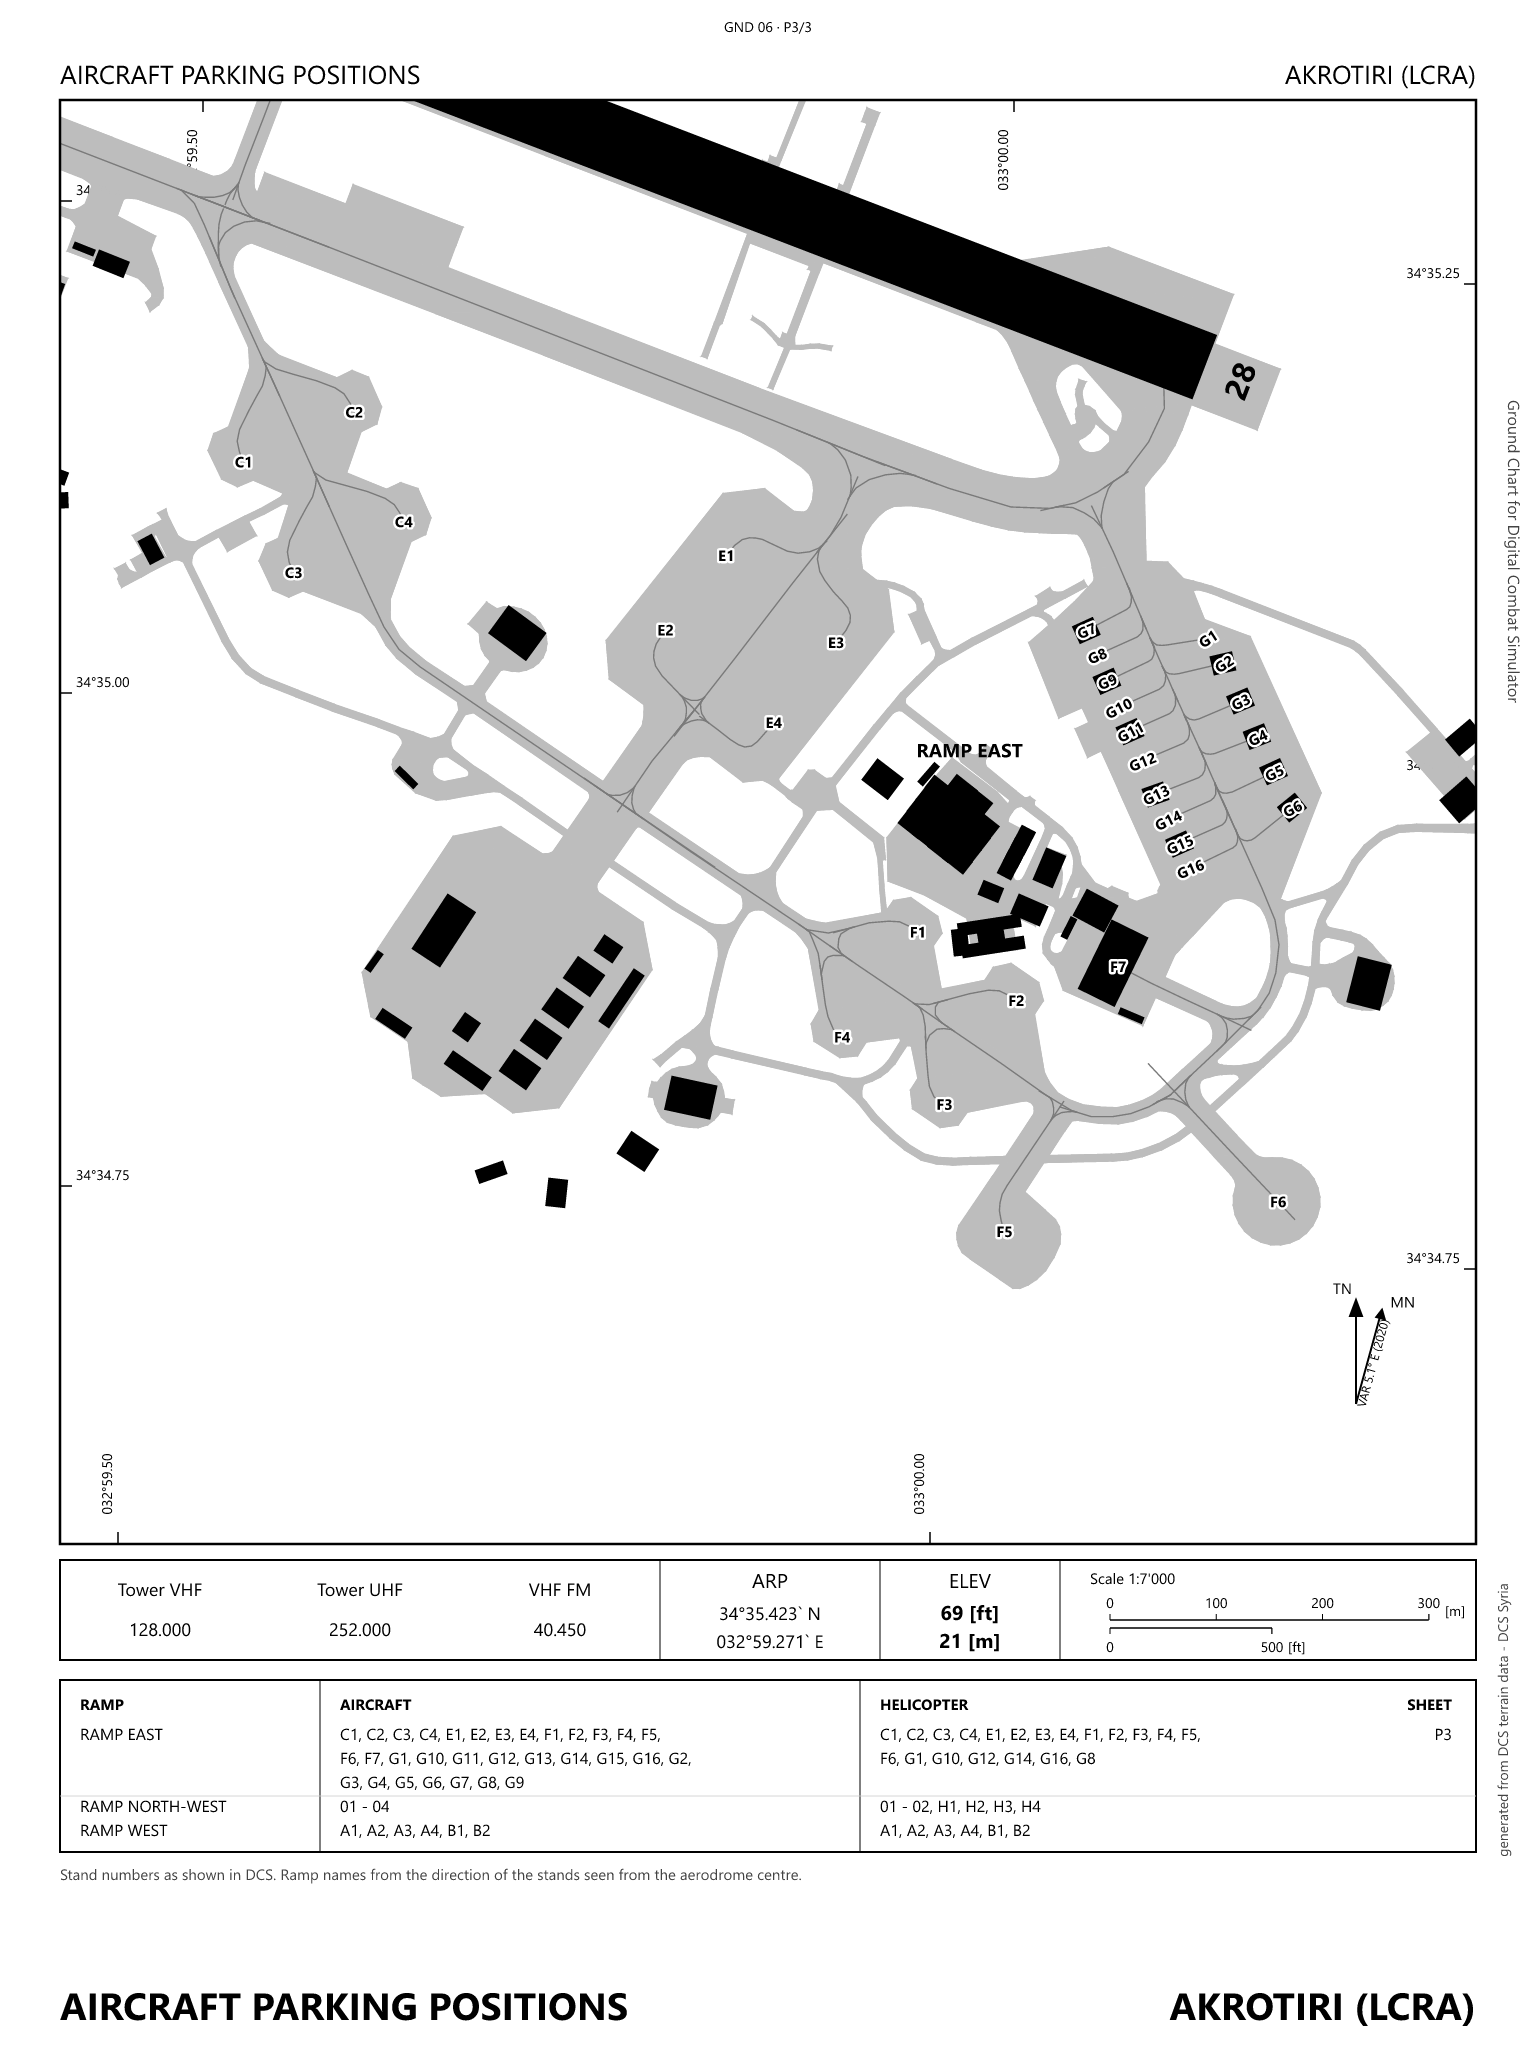 GND 06 · P3/3
AIRCRAFT PARKING POSITIONS
AKROTIRI (LCRA)
°59.50
033°00.00
34
34°35.25
28
C2
C1
C4
C3
E1
E2
E3
E4
G7
G8
G9
G10
G11
G12
G13
G14
G15
G16
G1
G2
G3
G4
G5
G6
34°35.00
34
RAMP EAST
F1
F7
F2
F4
F3
F5
F6
34°34.75
34°34.75
TN
MN
VAR 5.1° E (2020)
032°59.50
033°00.00
Ground Chart for Digital Combat Simulator
Tower VHF
128.000
Tower UHF
252.000
VHF FM
40.450
ARP
34°35.423` N
032°59.271` E
ELEV
69 [ft]
21 [m]
Scale 1:7'000
0 100 200 300 [m]
0 500 [ft]
generated from DCS terrain data - DCS Syria
RAMP AIRCRAFT HELICOPTER SHEET
RAMP EAST C1, C2, C3, C4, E1, E2, E3, E4, F1, F2, F3, F4, F5, C1, C2, C3, C4, E1, E2, E3, E4, F1, F2, F3, F4, F5, P3
F6, F7, G1, G10, G11, G12, G13, G14, G15, G16, G2, F6, G1, G10, G12, G14, G16, G8
G3, G4, G5, G6, G7, G8, G9
RAMP NORTH-WEST 01 - 04 01 - 02, H1, H2, H3, H4
RAMP WEST A1, A2, A3, A4, B1, B2 A1, A2, A3, A4, B1, B2
Stand numbers as shown in DCS. Ramp names from the direction of the stands seen from the aerodrome centre.
AIRCRAFT PARKING POSITIONS
AKROTIRI (LCRA)